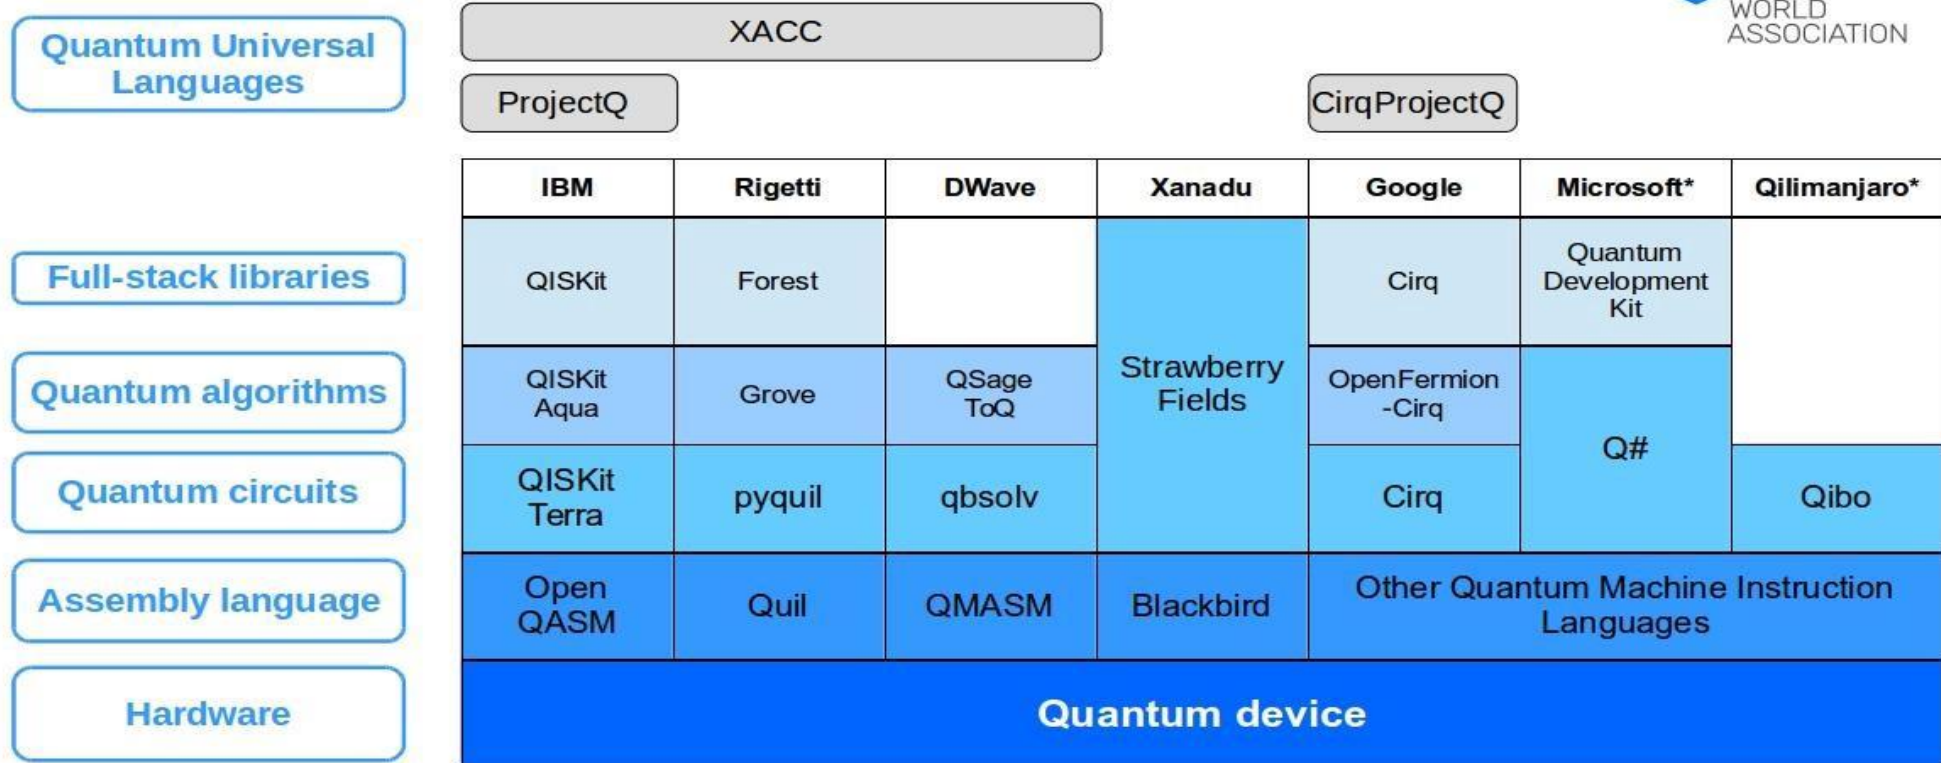 Quantum Universal
Languages
XACC
WORLD
ASSOCIATION
ProjectQ
CirqProjectQ
IBM
Rigetti
DWave
Xanadu
Google
Microsoft*
Qilimanjaro*
Full-stack libraries
QISKit
Forest
Cirq
Quantum
Development
Kit
Quantum algorithms
QISKit
Aqua
Grove
QSage
ToQ
Strawberry
Fields
OpenFermion
-Cirq
Q#
Quantum circuits
QISKit
Terra
pyquil
qbsolv
Cirq
Qibo
Assembly language
Open
QASM
Quil
QMASM
Blackbird
Other Quantum Machine Instruction
Languages
Hardware
Quantum device